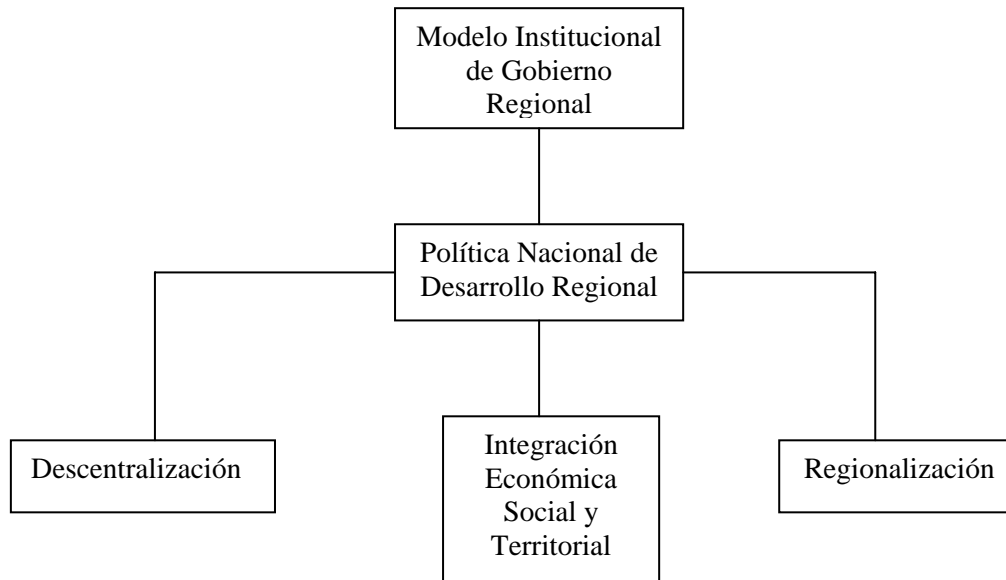 Modelo Institucional
de Gobierno
Regional
Política Nacional de
Desarrollo Regional
Descentralización
Integración
Económica
Social y
Territorial
Regionalización